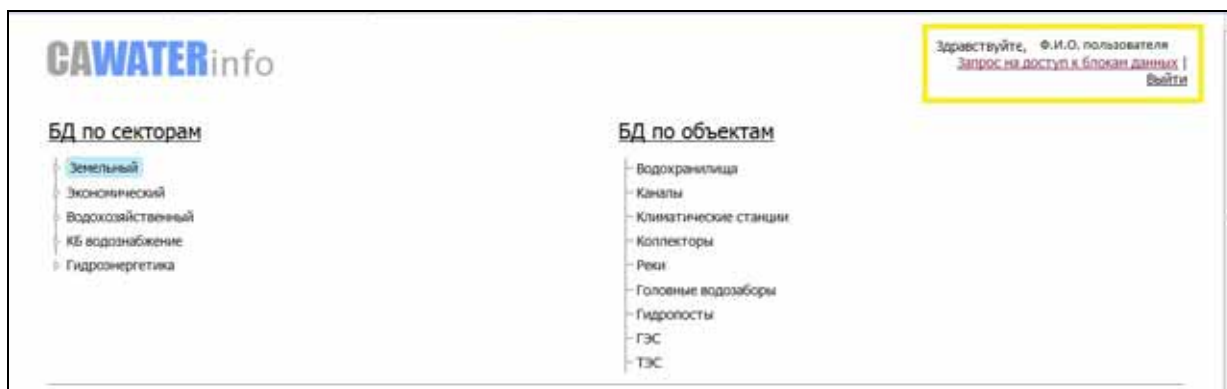 CAWATERinfo
Здравствуйте, Ф.И.О. пользователя
Запрос на доступ к блокам данных |
Выйти
БД по секторам
Земельный
Экономический
Водохозяйственный
КБ водознабжение
Гидроэнергетика
БД по объектам
Водохранилища
Каналы
Климатические станции
Коллекторы
Реки
Головные водозаборы
Гидропосты
ГЭС
ТЭС